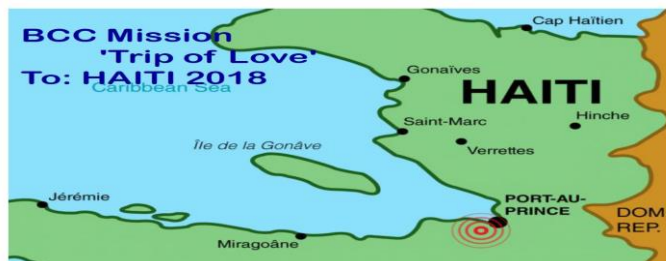 BCC Mission
'Trip of Love'
To: HAITI 2018
Caribbean Sea
Cap Haïtien
Gonaïves
HAITI
Hinche
Saint-Marc
Verrettes
Île de la Gonâve
Jérémie
PORT-AU-
PRINCE
DOM
REP.
Miragoâne